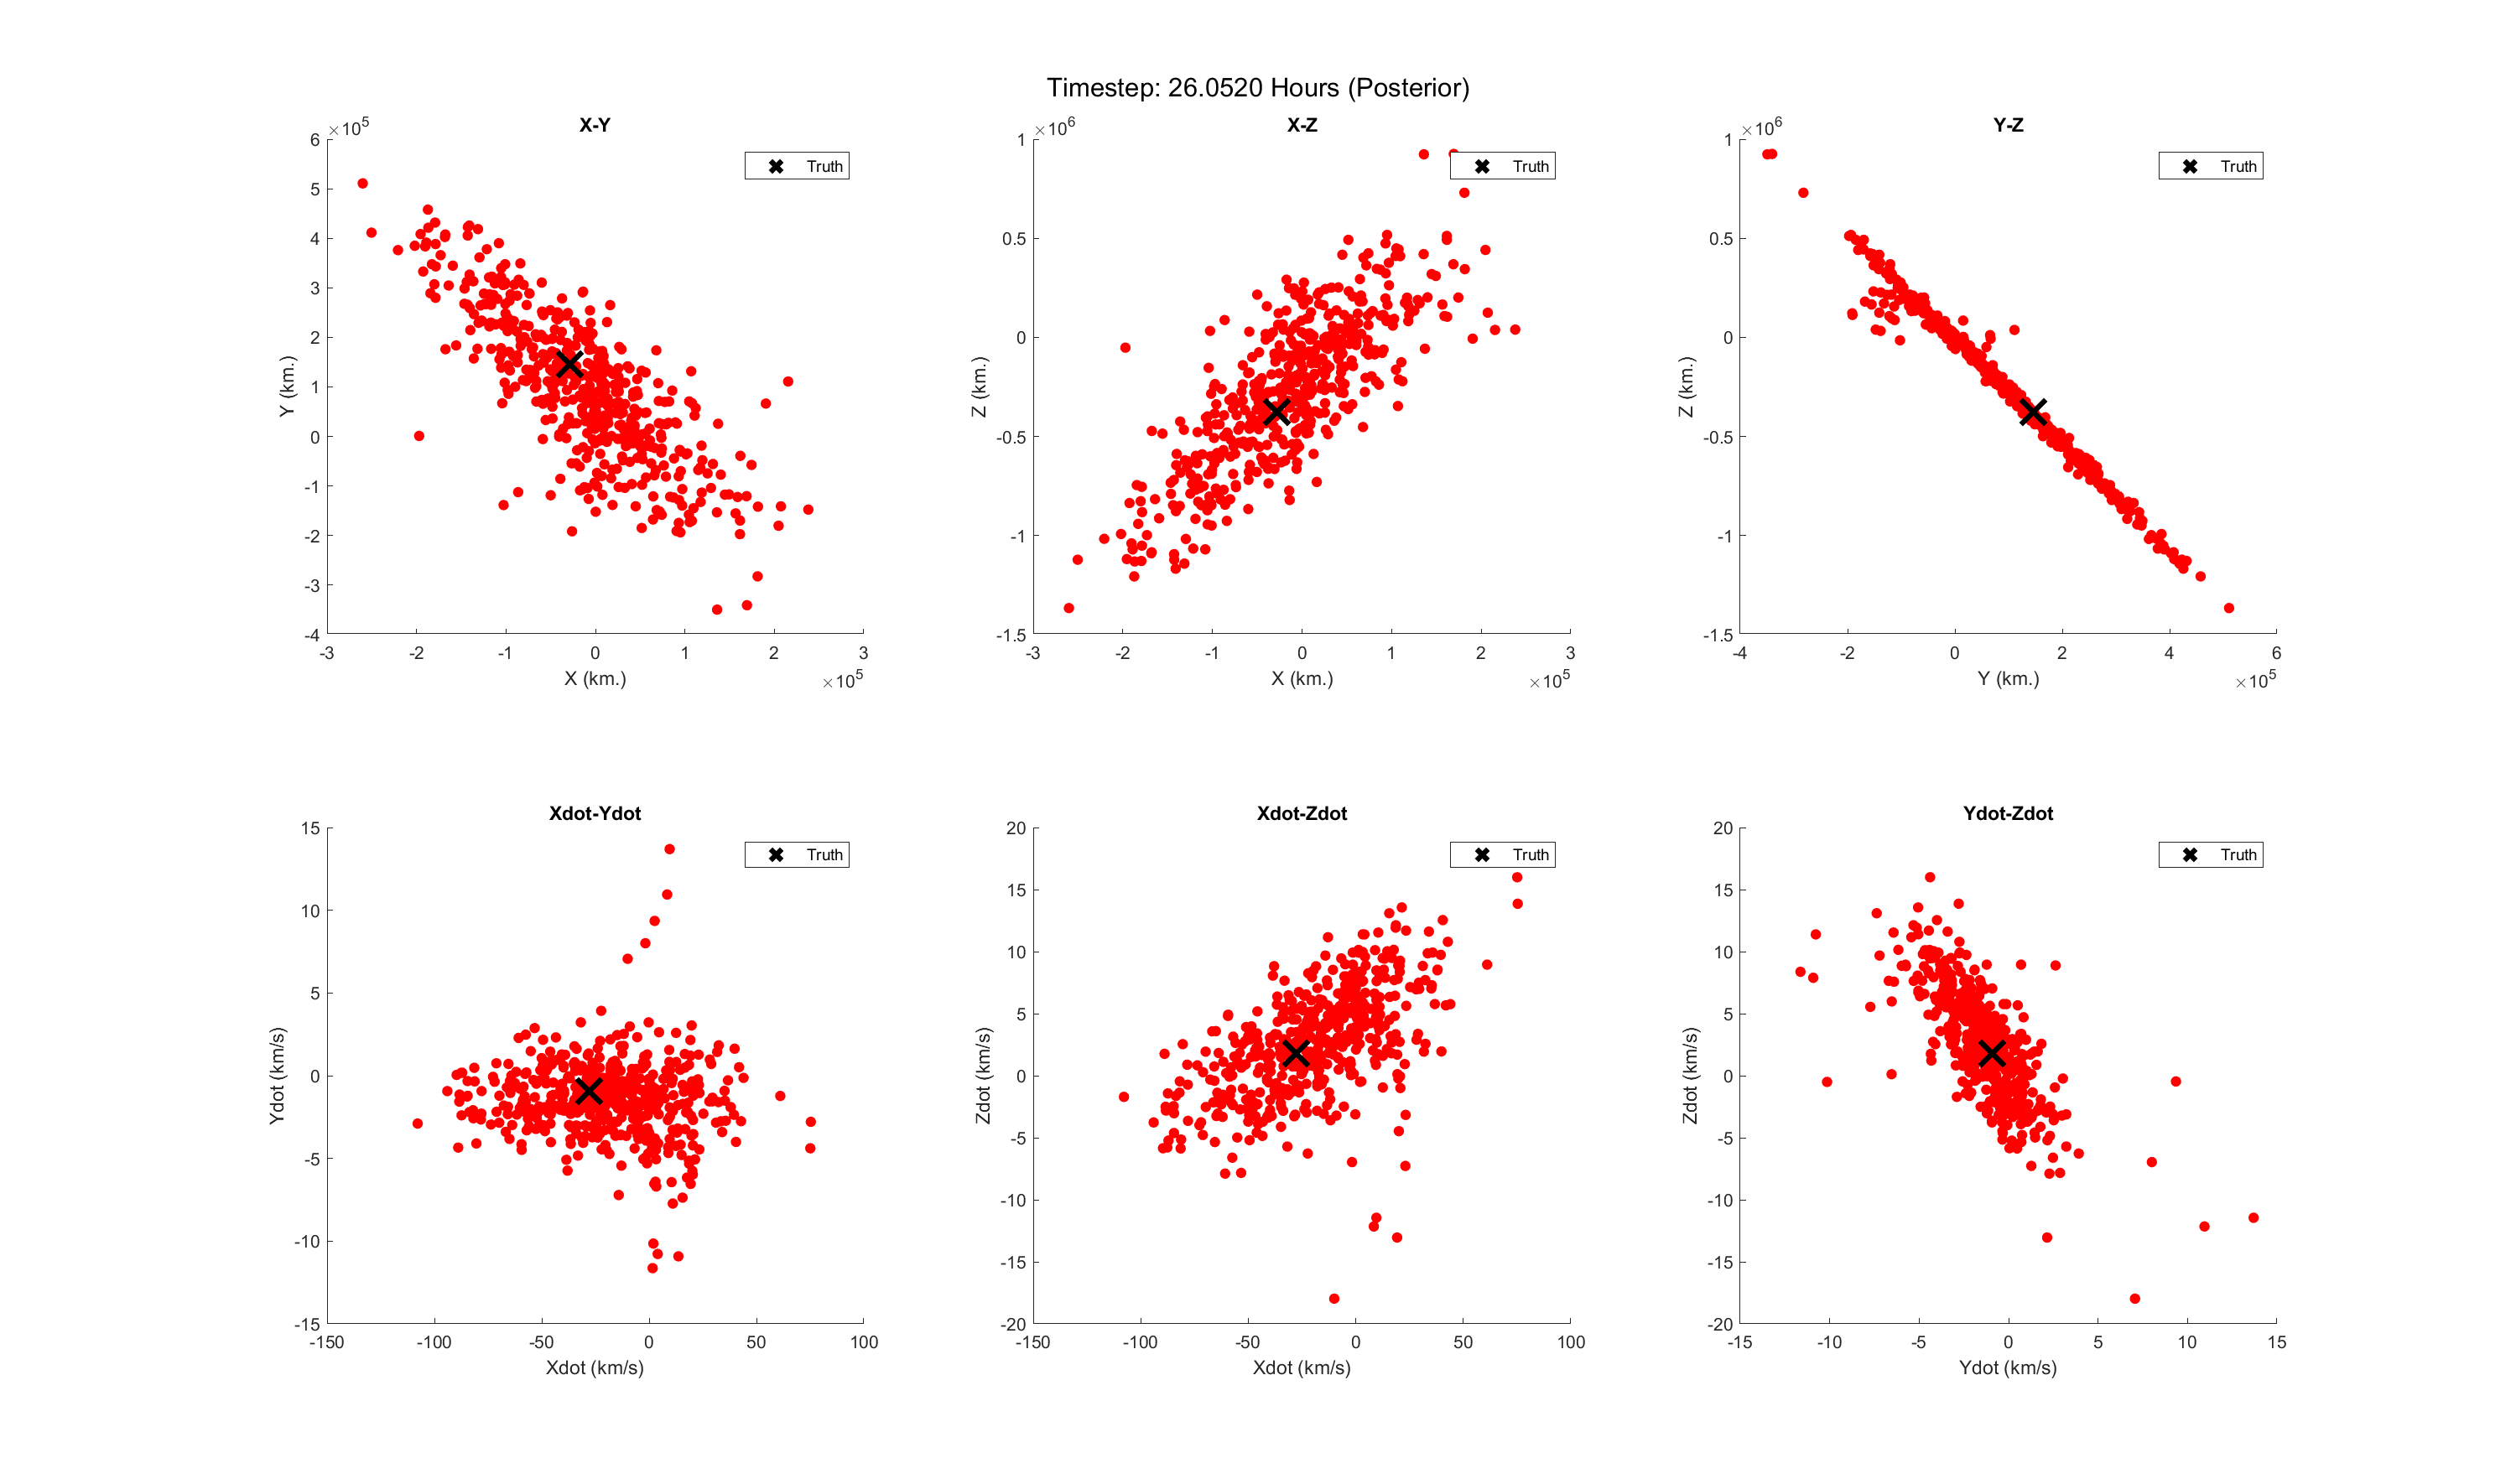 Timestep: 26.0520 Hours (Posterior)
X-Y
×10^5
Truth
6
5
4
3
2
1
0
-1
-2
-3
-4
Y (km.)
-3 -2 -1 0 1 2 3
X (km.)
×10^5
X-Z
×10^6
Truth
1
0.5
0
-0.5
-1
-1.5
Z (km.)
-3 -2 -1 0 1 2 3
X (km.)
×10^5
Y-Z
×10^6
Truth
1
0.5
0
-0.5
-1
-1.5
Z (km.)
-4 -2 0 2 4 6
Y (km.)
×10^5
Xdot-Ydot
Truth
15
10
5
0
-5
-10
-15
Ydot (km/s)
-150 -100 -50 0 50 100
Xdot (km/s)
Xdot-Zdot
Truth
20
15
10
5
0
-5
-10
-15
-20
Zdot (km/s)
-150 -100 -50 0 50 100
Xdot (km/s)
Ydot-Zdot
Truth
20
15
10
5
0
-5
-10
-15
-20
Zdot (km/s)
-15 -10 -5 0 5 10 15
Ydot (km/s)